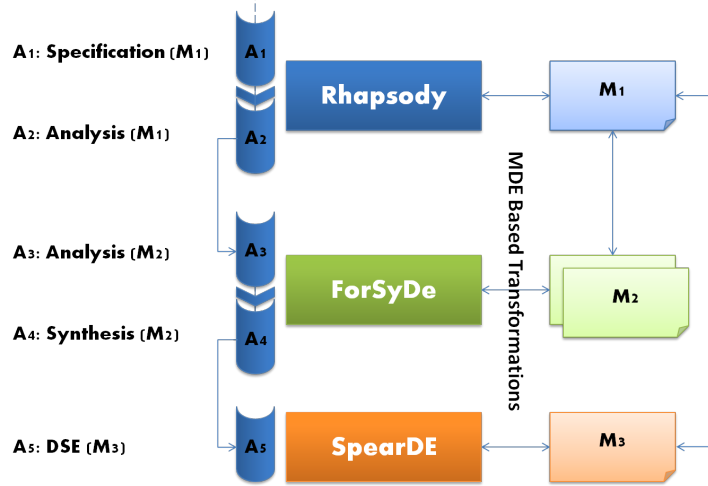 A1: Specification (M1)
A1
Rhapsody
M1
A2: Analysis (M1)
A2
MDE Based Transformations
A3: Analysis (M2)
A3
ForSyDe
M2
A4: Synthesis (M2)
A4
A5: DSE (M3)
A5
SpearDE
M3